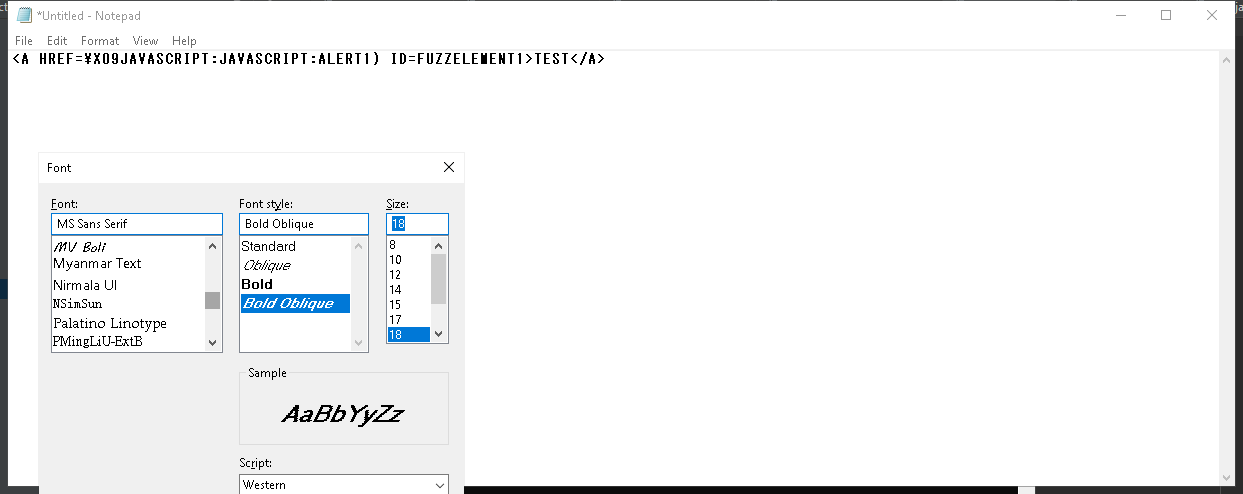 *Untitled - Notepad
File Edit Format View Help
<A HREF=¥X09JAVASCRIPT:JAVASCRIPT:ALERT1) ID=FUZZELEMENT1>TEST</A>
Font
Font: Font style: Size:
MS Sans Serif Bold Oblique 18
MV Boli Standard 8
Myanmar Text Oblique 10
Nirmala UI Bold 12
NSimSun Bold Oblique 14
Palatino Linotype 15
PMingLiU-ExtB 17
18
Sample
AaBbYyZz
Script:
Western